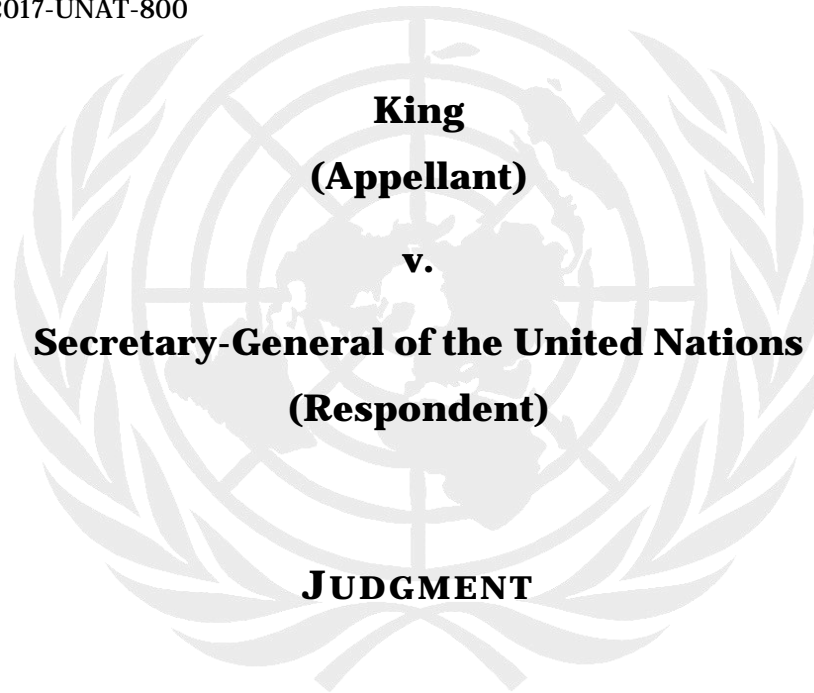 2017-UNAT-800
King
(Appellant)
v.
Secretary-General of the United Nations
(Respondent)
JUDGMENT